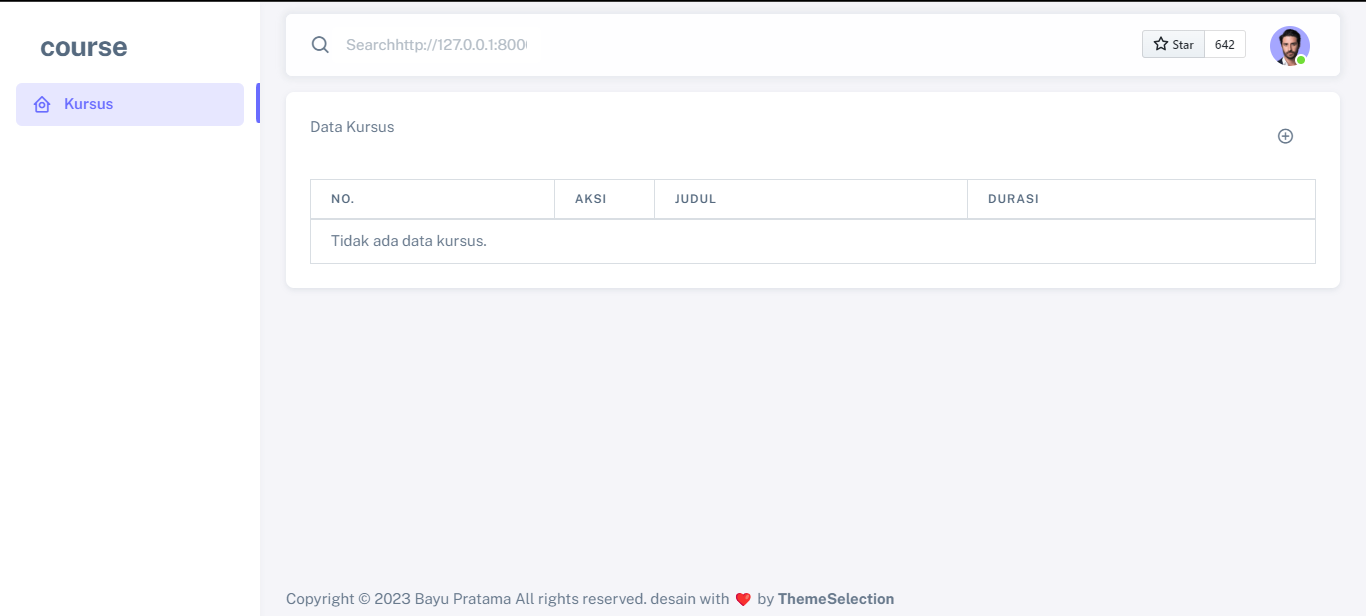 course
Searchhttp://127.0.0.1:800
Star 642
Kursus
Data Kursus
NO. AKSI JUDUL DURASI
Tidak ada data kursus.
Copyright © 2023 Bayu Pratama All rights reserved. desain with ❤️ by ThemeSelection